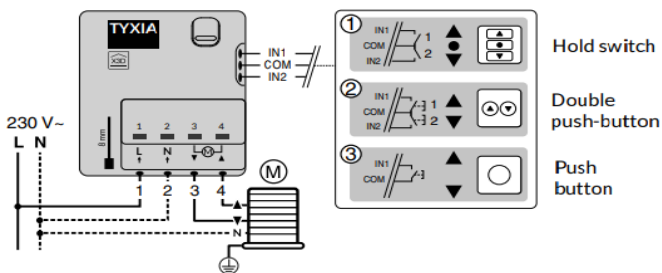 TYXIA
X3D
IN1
COM
IN2
230 V~
L N
8 mm
1 2 3 4
L N M
1 2 3 4
M
N
1
IN1
COM
IN2
1
2
Hold switch
2
IN1
COM
IN2
1
2
Double
push-button
3
IN1
COM
Push
button